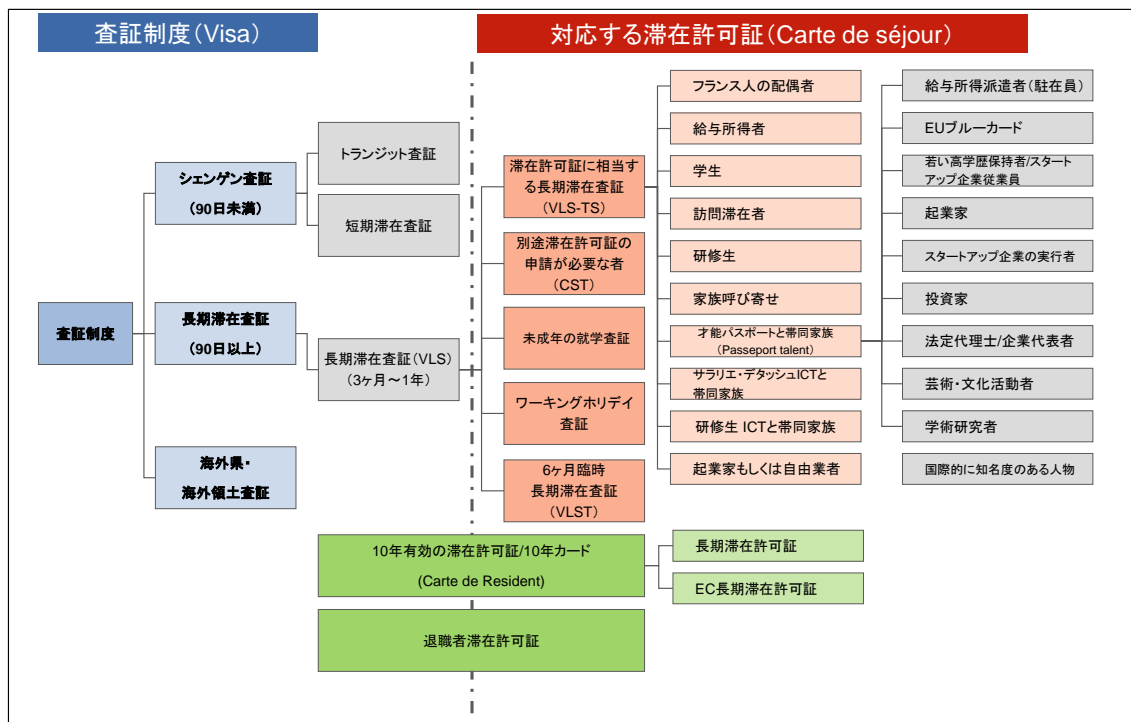 査証制度（Visa）
対応する滞在許可証（Carte de séjour）
査証制度
シェンゲン査証
（90日未満）
長期滞在査証
（90日以上）
海外県・
海外領土査証
トランジット査証
短期滞在査証
長期滞在査証（VLS）
（3ヶ月～1年）
滞在許可証に相当す
る長期滞在査証
（VLS-TS）
別途滞在許可証の
申請が必要な者
（CST）
未成年の就学査証
ワーキングホリデイ
査証
6ヶ月臨時
長期滞在査証
（VLST）
フランス人の配偶者
給与所得者
学生
訪問滞在者
研修生
家族呼び寄せ
才能パスポートと帯同家族
（Passeport talent）
サラリエ・デタッシュICTと
帯同家族
研修生 ICTと帯同家族
起業家もしくは自由業者
給与所得派遣者（駐在員）
EUブルーカード
若い高学歴保持者/スタート
アップ企業従業員
起業家
スタートアップ企業の実行者
投資家
法定代理士/企業代表者
芸術・文化活動者
学術研究者
国際的に知名度のある人物
10年有効の滞在許可証/10年カード
(Carte de Resident)
長期滞在許可証
EC長期滞在許可証
退職者滞在許可証